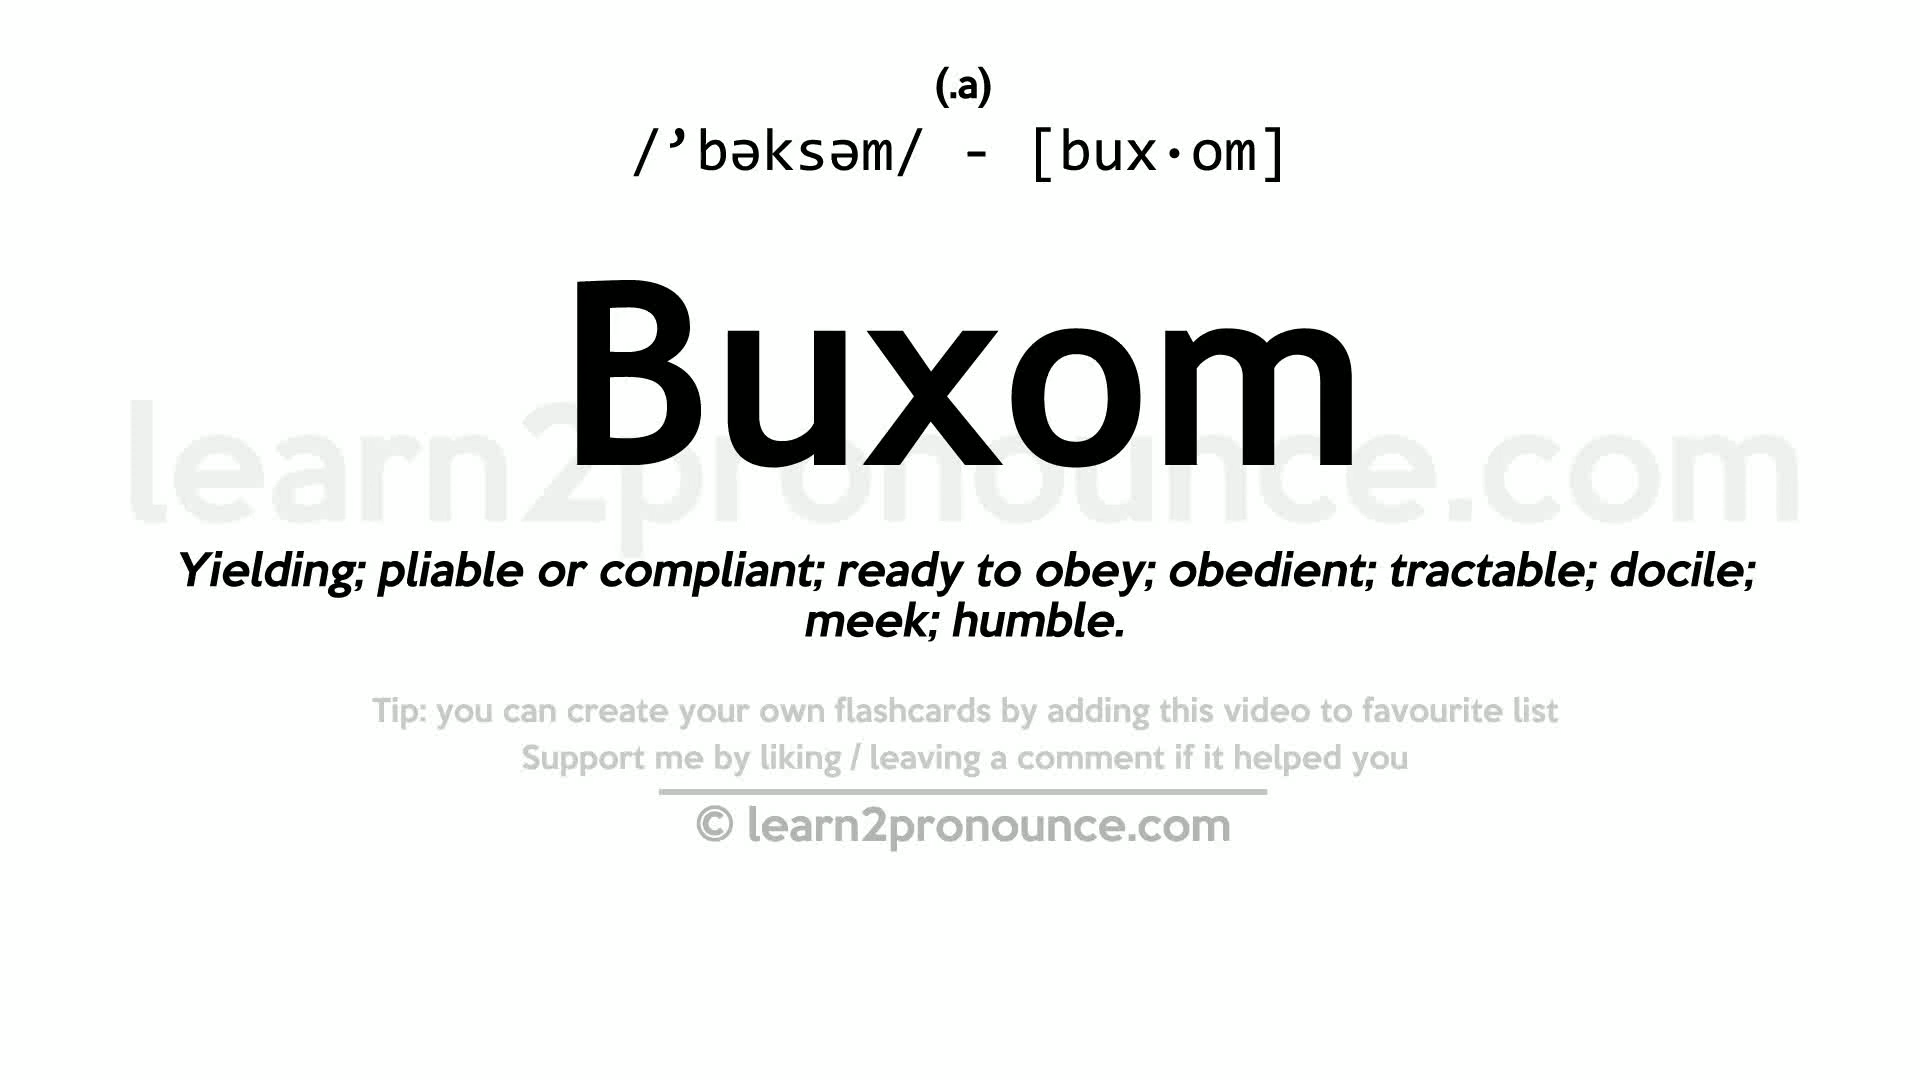 (.a)
/’bəksəm/ - [bux·om]
Buxom
learn2pronounce.com
Yielding; pliable or compliant; ready to obey; obedient; tractable; docile;
meek; humble.
Tip: you can create your own flashcards by adding this video to favourite list
Support me by liking / leaving a comment if it helped you
© learn2pronounce.com